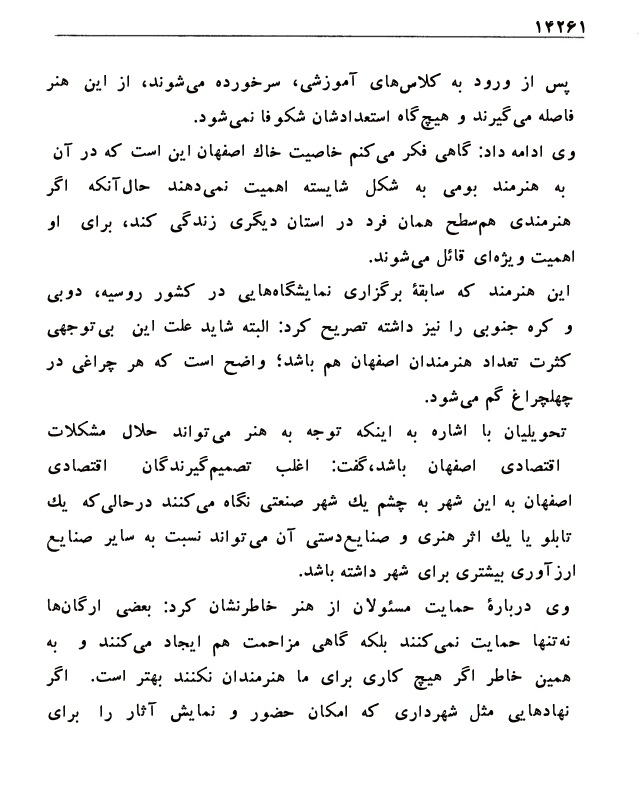 ۱۴۲۶۱
پس از ورود به کلاس‌های آموزشی، سرخورده می‌شوند، از این هنر
فاصله می‌گیرند و هیچ‌گاه استعدادشان شکوفا نمی‌شود.
وی ادامه داد: گاهی فکر می‌کنم خاصیت خاك اصفهان این است که در آن
به هنرمند بومی به شکل شایسته اهمیت نمی‌دهند حال‌آنکه اگر
هنرمندی هم‌سطح همان فرد در استان دیگری زندگی کند، برای او
اهمیت ویژه‌ای قائل می‌شوند.
این هنرمند که سابقۀ برگزاری نمایشگاه‌هایی در کشور روسیه، دوبی
و کره جنوبی را نیز داشته تصریح کرد: البته شاید علت این بی‌توجهی
کثرت تعداد هنرمندان اصفهان هم باشد؛ واضح است که هر چراغی در
چهلچراغ گم می‌شود.
تحویلیان با اشاره به اینکه توجه به هنر می‌تواند حلال مشکلات
اقتصادی اصفهان باشد،گفت: اغلب تصمیم‌گیرندگان اقتصادی
اصفهان به این شهر به چشم یك شهر صنعتی نگاه می‌کنند درحالی‌که یك
تابلو یا یك اثر هنری و صنایع‌دستی آن می‌تواند نسبت به سایر صنایع
ارزآوری بیشتری برای شهر داشته باشد.
وی دربارۀ حمایت مسئولان از هنر خاطرنشان کرد: بعضی ارگان‌ها
نه‌تنها حمایت نمی‌کنند بلکه گاهی مزاحمت هم ایجاد می‌کنند و به
همین خاطر اگر هیچ کاری برای ما هنرمندان نکنند بهتر است. اگر
نهادهایی مثل شهرداری که امکان حضور و نمایش آثار را برای